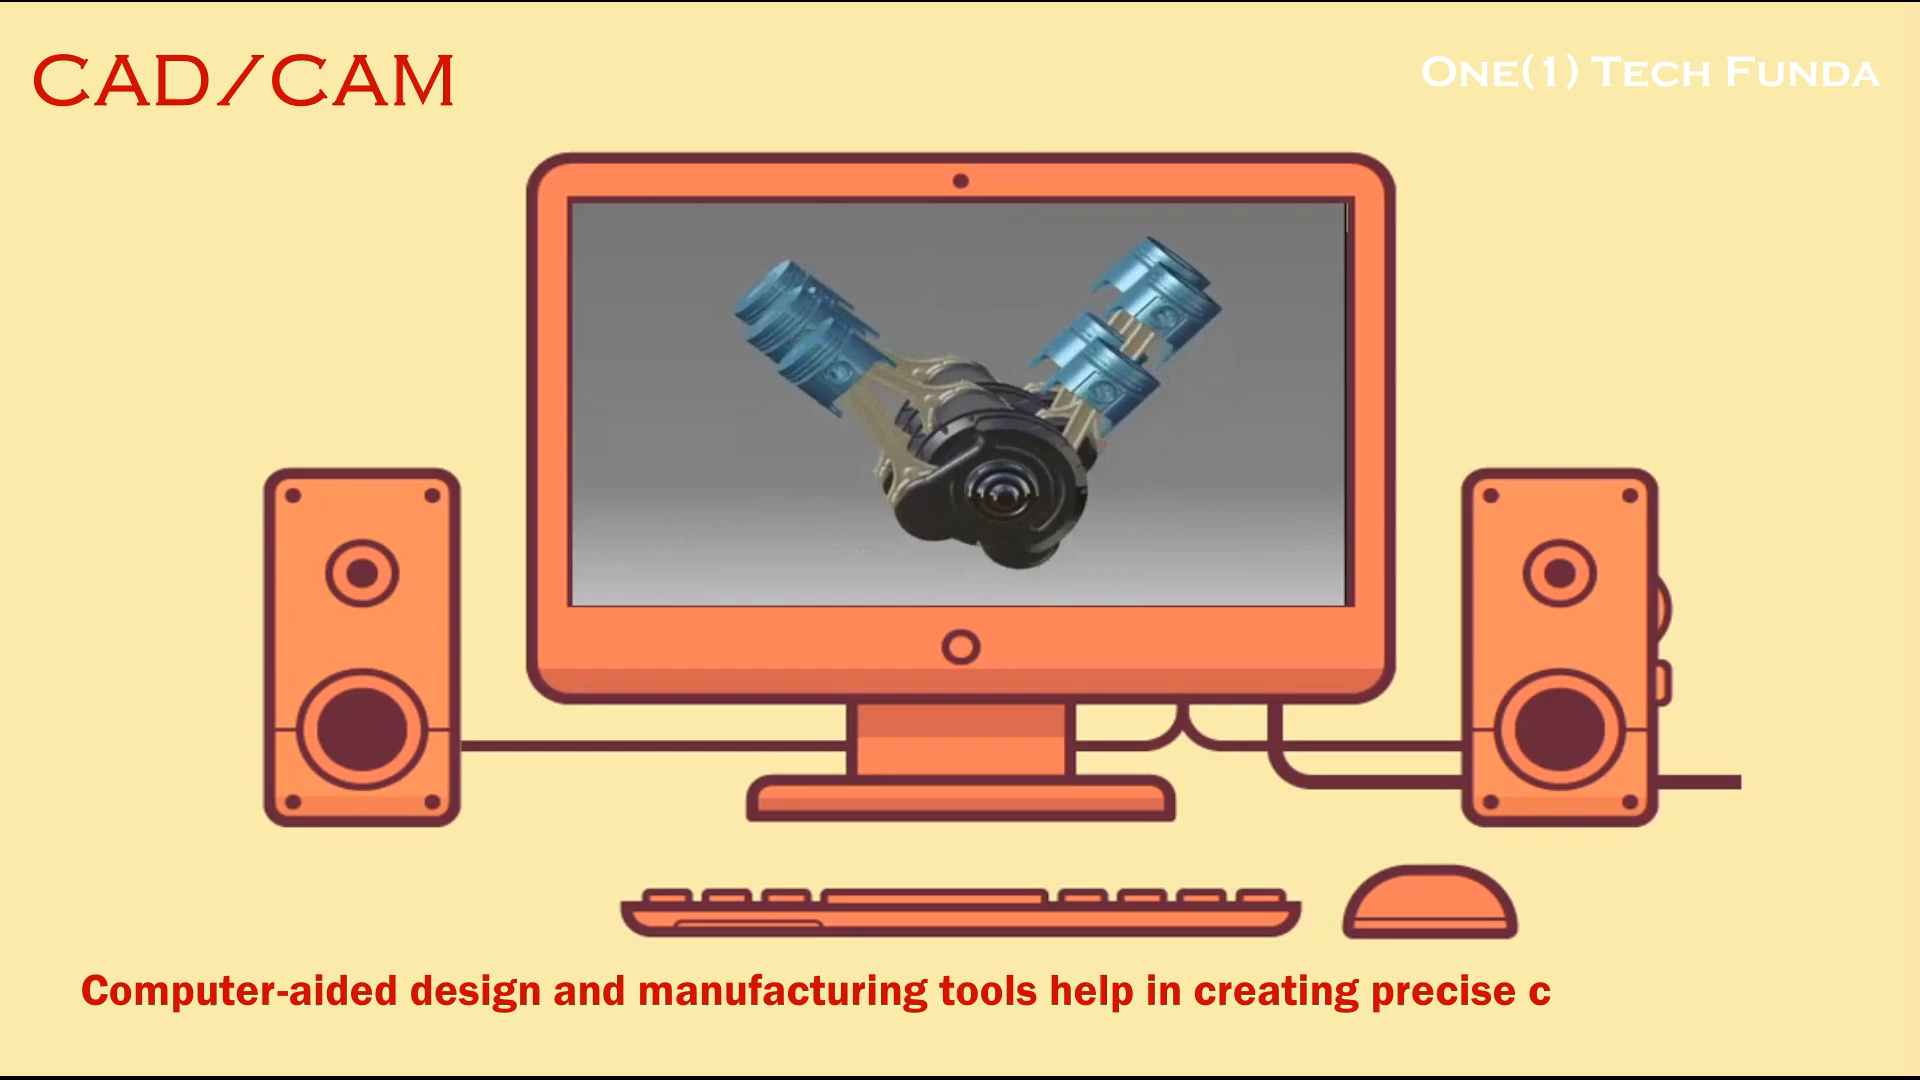 CAD/CAM
One(1) Tech Funda
Computer-aided design and manufacturing tools help in creating precise c